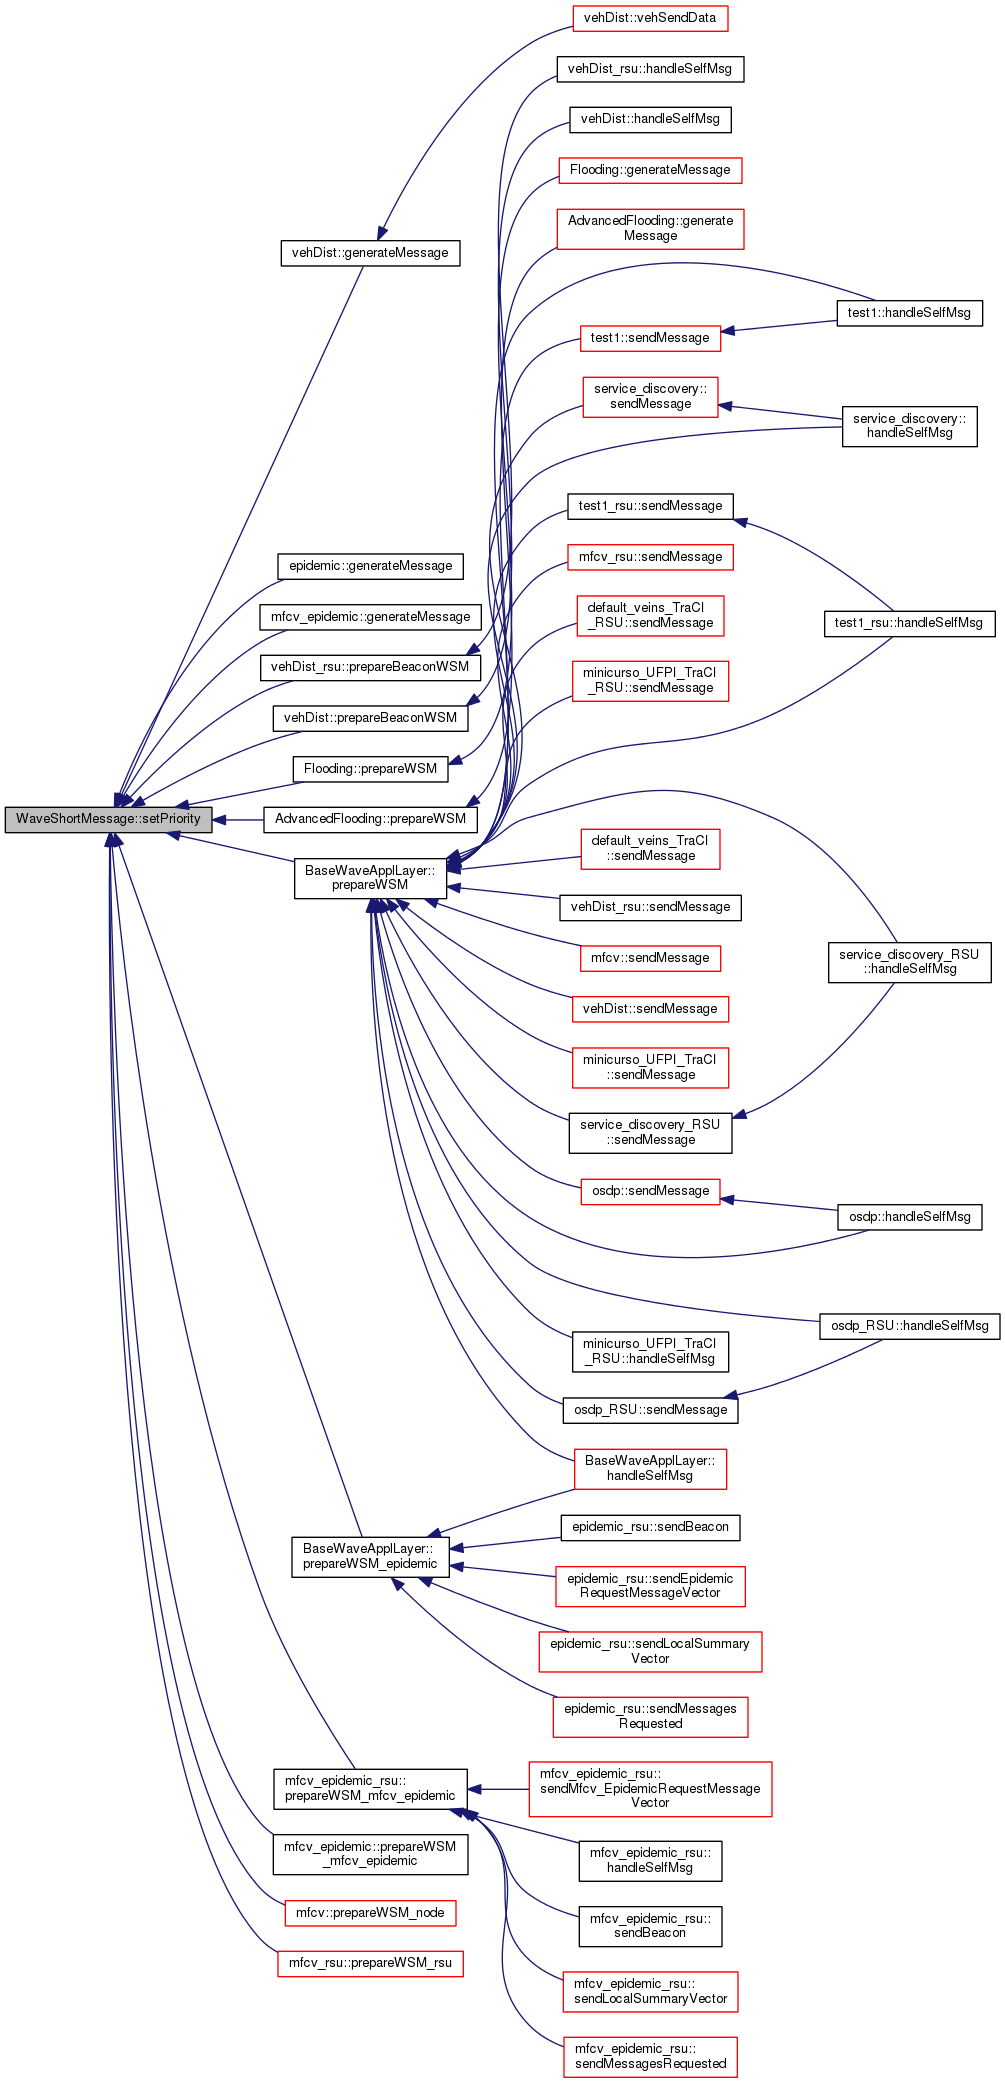 vehDist::vehSendData
vehDist_rsu::handleSelfMsg
vehDist::handleSelfMsg
Flooding::generateMessage
AdvancedFlooding::generate
Message
vehDist::generateMessage
test1::handleSelfMsg
test1::sendMessage
service_discovery::
sendMessage
service_discovery::
handleSelfMsg
test1_rsu::sendMessage
mfcv_rsu::sendMessage
epidemic::generateMessage
default_veins_TraCI
_RSU::sendMessage
mfcv_epidemic::generateMessage
test1_rsu::handleSelfMsg
vehDist_rsu::prepareBeaconWSM
minicurso_UFPI_TraCI
_RSU::sendMessage
vehDist::prepareBeaconWSM
Flooding::prepareWSM
WaveShortMessage::setPriority
AdvancedFlooding::prepareWSM
default_veins_TraCI
::sendMessage
BaseWaveApplLayer::
prepareWSM
vehDist_rsu::sendMessage
mfcv::sendMessage
service_discovery_RSU
::handleSelfMsg
vehDist::sendMessage
minicurso_UFPI_TraCI
::sendMessage
service_discovery_RSU
::sendMessage
osdp::sendMessage
osdp::handleSelfMsg
osdp_RSU::handleSelfMsg
minicurso_UFPI_TraCI
_RSU::handleSelfMsg
osdp_RSU::sendMessage
BaseWaveApplLayer::
handleSelfMsg
epidemic_rsu::sendBeacon
BaseWaveApplLayer::
prepareWSM_epidemic
epidemic_rsu::sendEpidemic
RequestMessageVector
epidemic_rsu::sendLocalSummary
Vector
epidemic_rsu::sendMessages
Requested
mfcv_epidemic_rsu::
prepareWSM_mfcv_epidemic
mfcv_epidemic_rsu::
sendMfcv_EpidemicRequestMessage
Vector
mfcv_epidemic::prepareWSM
_mfcv_epidemic
mfcv_epidemic_rsu::
handleSelfMsg
mfcv::prepareWSM_node
mfcv_epidemic_rsu::
sendBeacon
mfcv_rsu::prepareWSM_rsu
mfcv_epidemic_rsu::
sendLocalSummaryVector
mfcv_epidemic_rsu::
sendMessagesRequested